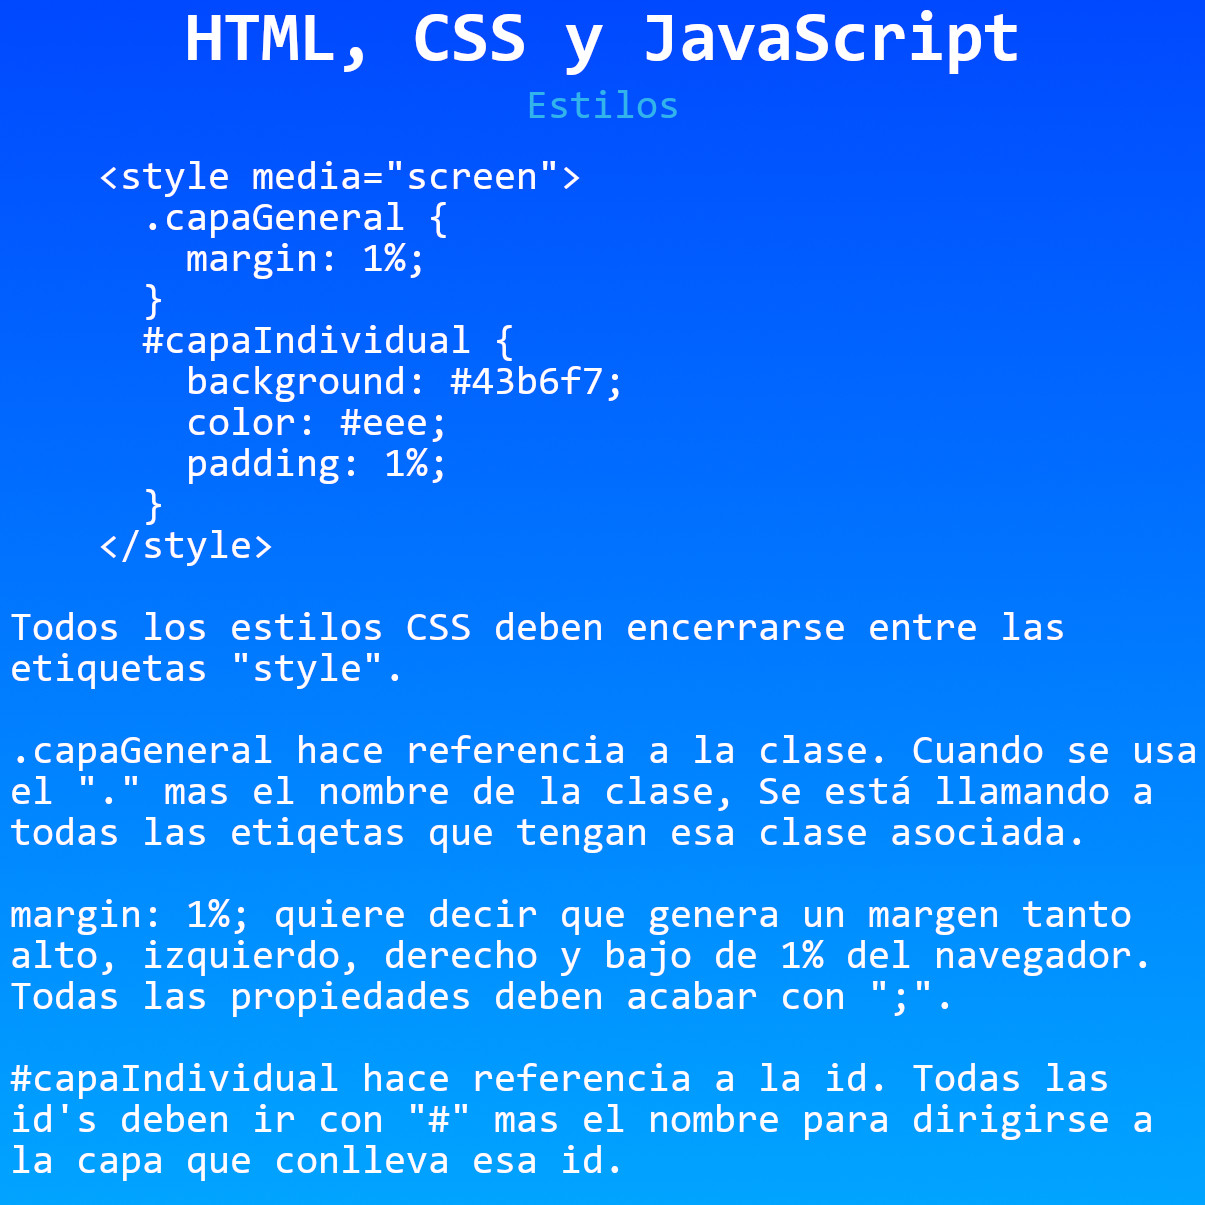 HTML, CSS y JavaScript
Estilos
<style media="screen">
.capaGeneral {
margin: 1%;
}
#capaIndividual {
background: #43b6f7;
color: #eee;
padding: 1%;
}
</style>
Todos los estilos CSS deben encerrarse entre las
etiquetas "style".
.capaGeneral hace referencia a la clase. Cuando se usa
el "." mas el nombre de la clase, Se está llamando a
todas las etiqetas que tengan esa clase asociada.
margin: 1%; quiere decir que genera un margen tanto
alto, izquierdo, derecho y bajo de 1% del navegador.
Todas las propiedades deben acabar con ";".
#capaIndividual hace referencia a la id. Todas las
id's deben ir con "#" mas el nombre para dirigirse a
la capa que conlleva esa id.